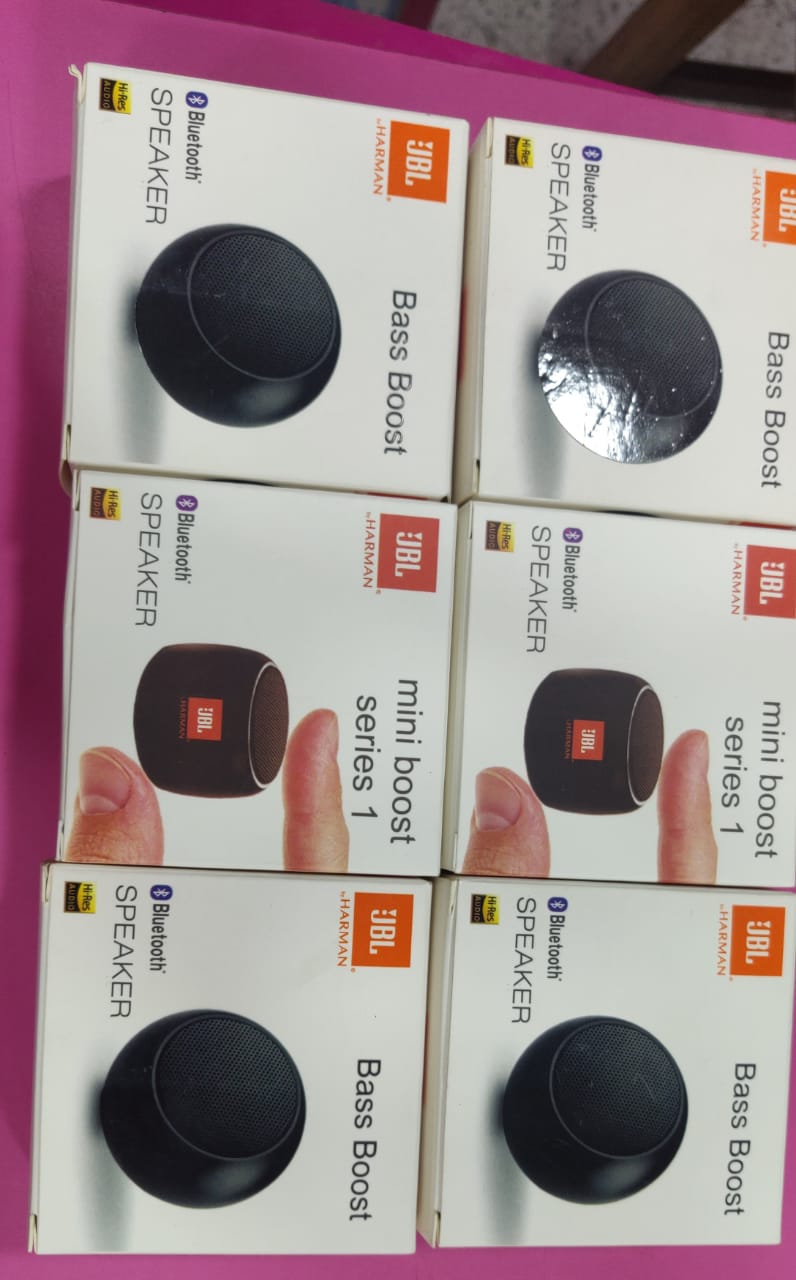 JBL
by HARMAN®
Bass Boost
Bluetooth®
SPEAKER
Hi-Res
AUDIO
JBL
by HARMAN®
Bass Boost
Bluetooth®
SPEAKER
Hi-Res
AUDIO
JBL
by HARMAN®
mini boost
series 1
JBL
HARMAN
Bluetooth®
SPEAKER
Hi-Res
AUDIO
JBL
by HARMAN®
mini boost
series 1
JBL
HARMAN
Bluetooth®
SPEAKER
Hi-Res
AUDIO
JBL
by HARMAN®
Bass Boost
Bluetooth®
SPEAKER
Hi-Res
AUDIO
JBL
by HARMAN®
Bass Boost
Bluetooth®
SPEAKER
Hi-Res
AUDIO